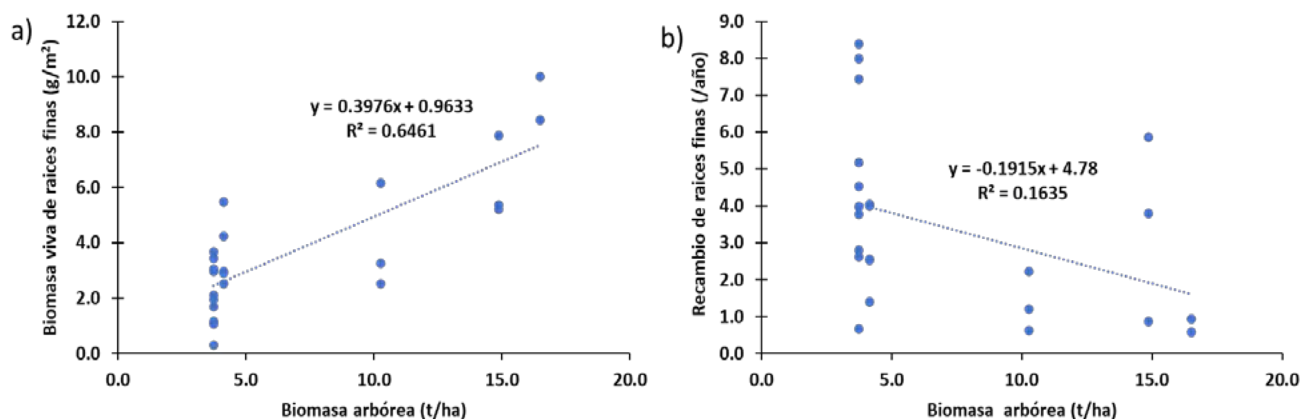 a)
Biomasa viva de raices finas (g/m²)
12.0
10.0
8.0
6.0
4.0
2.0
0.0
y = 0.3976x + 0.9633
R² = 0.6461
0.0 5.0 10.0 15.0 20.0
Biomasa arbórea (t/ha)
b)
Recambio de raices finas (/año)
9.0
8.0
7.0
6.0
5.0
4.0
3.0
2.0
1.0
0.0
y = -0.1915x + 4.78
R² = 0.1635
0.0 5.0 10.0 15.0 20.0
Biomasa arbórea (t/ha)